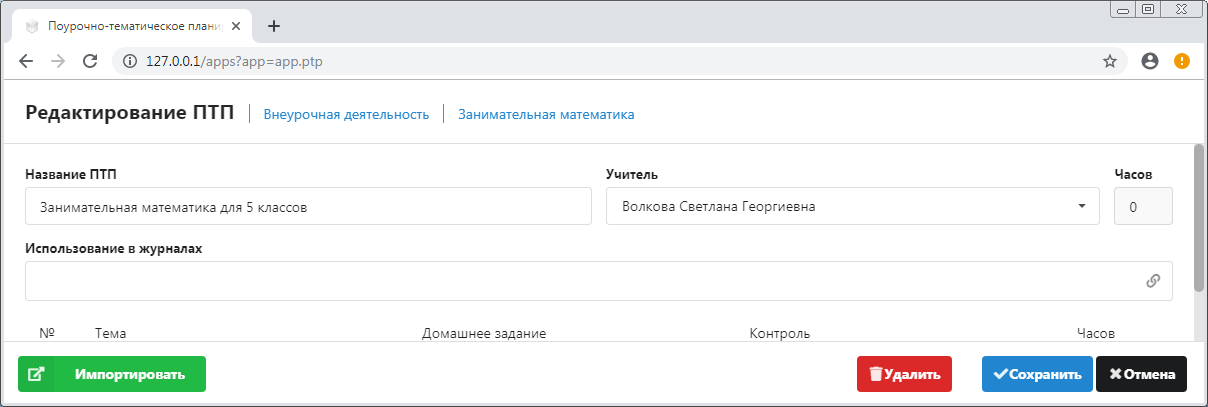 Поурочно-тематическое плани
127.0.0.1/apps?app=app.ptp
Редактирование ПТП | Внеурочная деятельность | Занимательная математика
Название ПТП Учитель Часов
Занимательная математика для 5 классов Волкова Светлана Георгиевна 0
Использование в журналах
№ Тема Домашнее задание Контроль Часов
Импортировать Удалить Сохранить Отмена